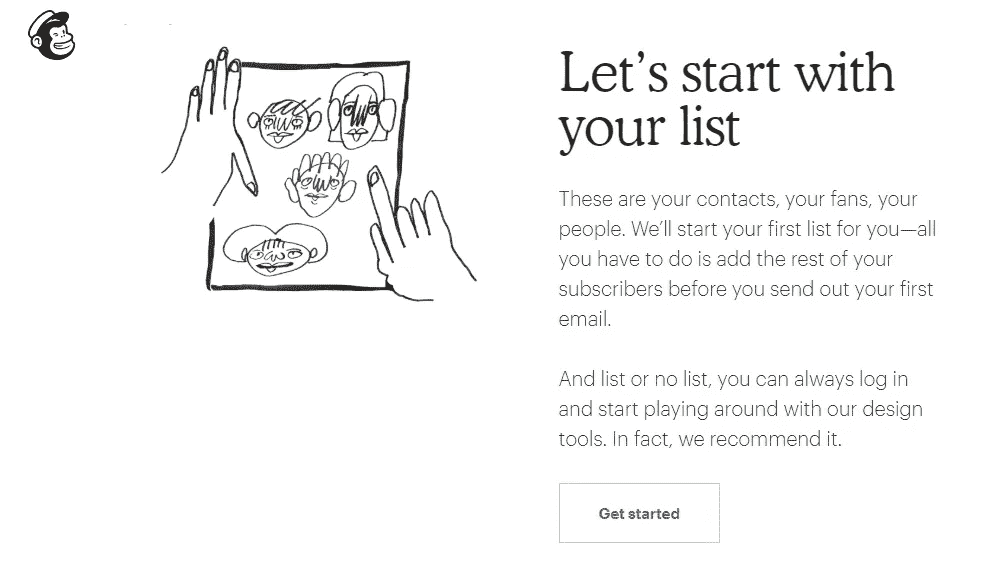 Let’s start with
your list
These are your contacts, your fans, your
people. We’ll start your first list for you—all
you have to do is add the rest of your
subscribers before you send out your first
email.
And list or no list, you can always log in
and start playing around with our design
tools. In fact, we recommend it.
Get started